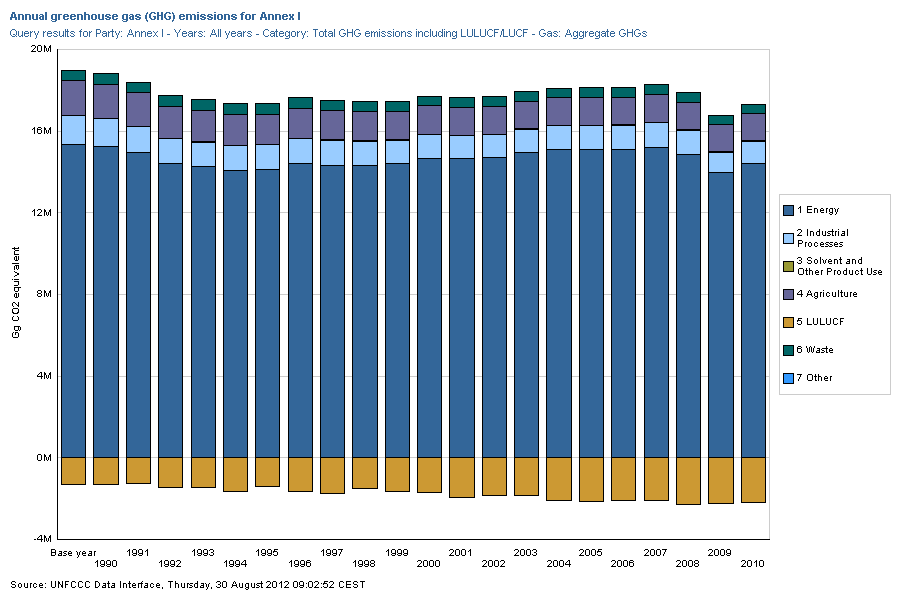 Annual greenhouse gas (GHG) emissions for Annex I
Query results for Party: Annex I - Years: All years - Category: Total GHG emissions including LULUCF/LUCF - Gas: Aggregate GHGs
20M
16M
12M
8M
4M
0M
-4M
Gg CO2 equivalent
Base year
1990
1991
1992
1993
1994
1995
1996
1997
1998
1999
2000
2001
2002
2003
2004
2005
2006
2007
2008
2009
2010
1 Energy
2 Industrial
Processes
3 Solvent and
Other Product Use
4 Agriculture
5 LULUCF
6 Waste
7 Other
Source: UNFCCC Data Interface, Thursday, 30 August 2012 09:02:52 CEST